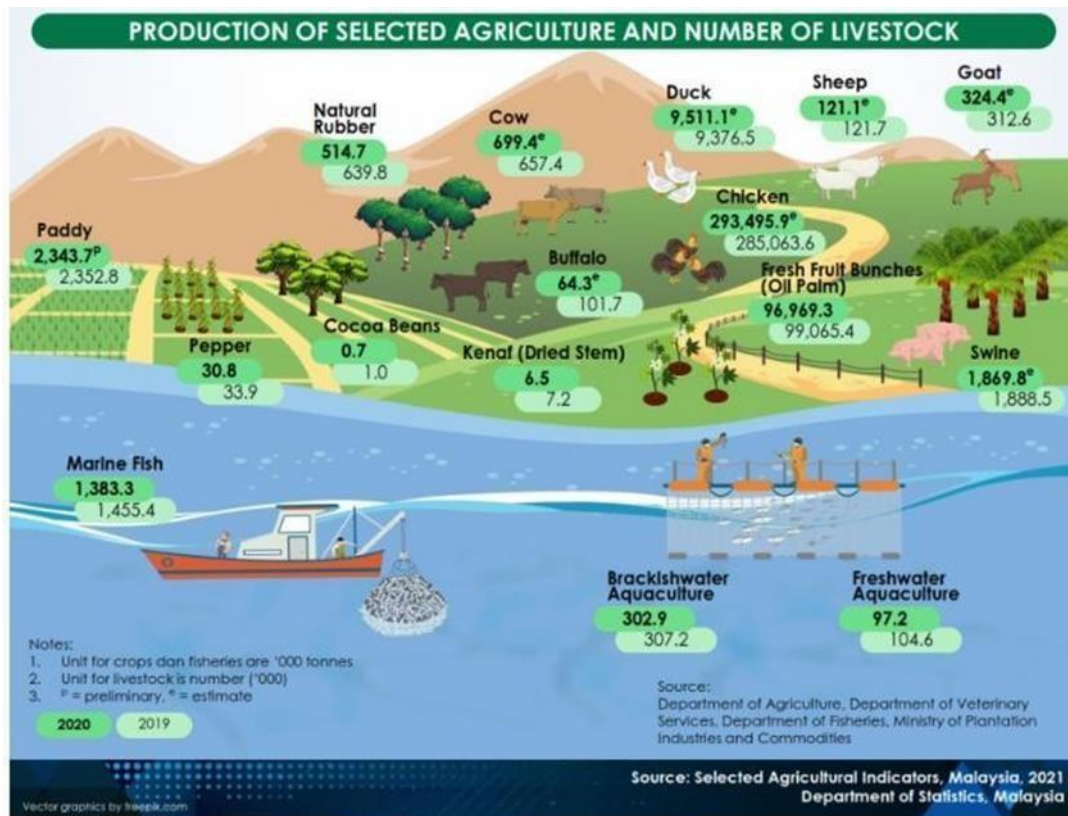 PRODUCTION OF SELECTED AGRICULTURE AND NUMBER OF LIVESTOCK
Natural
Rubber
514.7
639.8
Cow
699.4e
657.4
Duck
9,511.1e
9,376.5
Sheep
121.1e
121.7
Goat
324.4e
312.6
Paddy
2,343.7p
2,352.8
Chicken
293,495.9e
285,063.6
Buffalo
64.3e
101.7
Fresh Fruit Bunches
(Oil Palm)
96,969.3
99,065.4
Pepper
30.8
33.9
Cocoa Beans
0.7
1.0
Kenaf (Dried Stem)
6.5
7.2
Swine
1,869.8e
1,888.5
Marine Fish
1,383.3
1,455.4
Brackishwater
Aquaculture
302.9
307.2
Freshwater
Aquaculture
97.2
104.6
Notes:
1. Unit for crops dan fisheries are '000 tonnes
2. Unit for livestock is number ('000)
3. p = preliminary, e = estimate
2020 2019
Source:
Department of Agriculture, Department of Veterinary
Services, Department of Fisheries, Ministry of Plantation
Industries and Commodities
Source: Selected Agricultural Indicators, Malaysia, 2021
Department of Statistics, Malaysia
Vector graphics by freepik.com